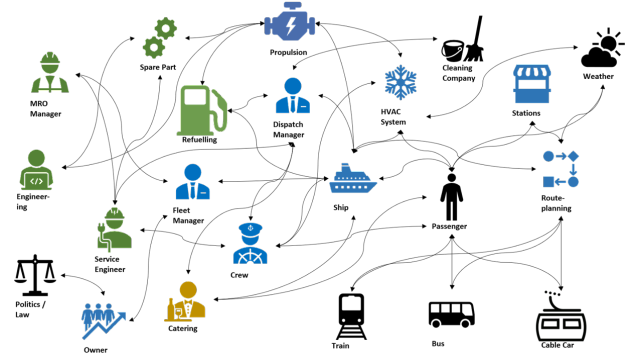 Propulsion
Spare Part
Cleaning
Company
Weather
MRO
Manager
Stations
HVAC
System
Dispatch
Manager
Refuelling
Engineer-
ing
Fleet
Manager
Ship
Passenger
Route-
planning
Service
Engineer
Crew
Politics /
Law
Catering
Owner
Train
Bus
Cable Car